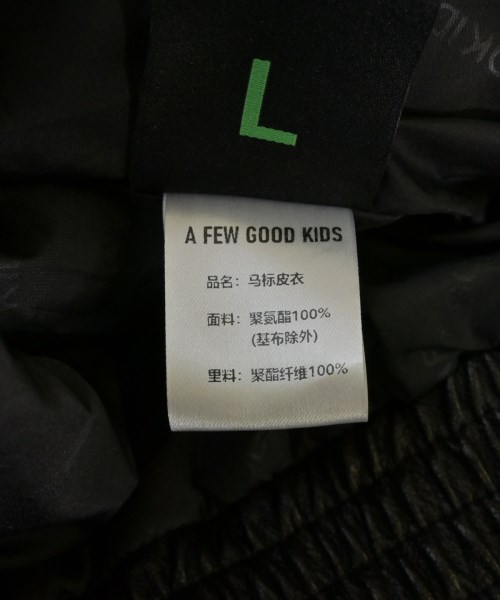 L
A FEW GOOD KIDS
品名：马标皮衣
面料：聚氨酯100%
(基布除外)
里料：聚酯纤维100%